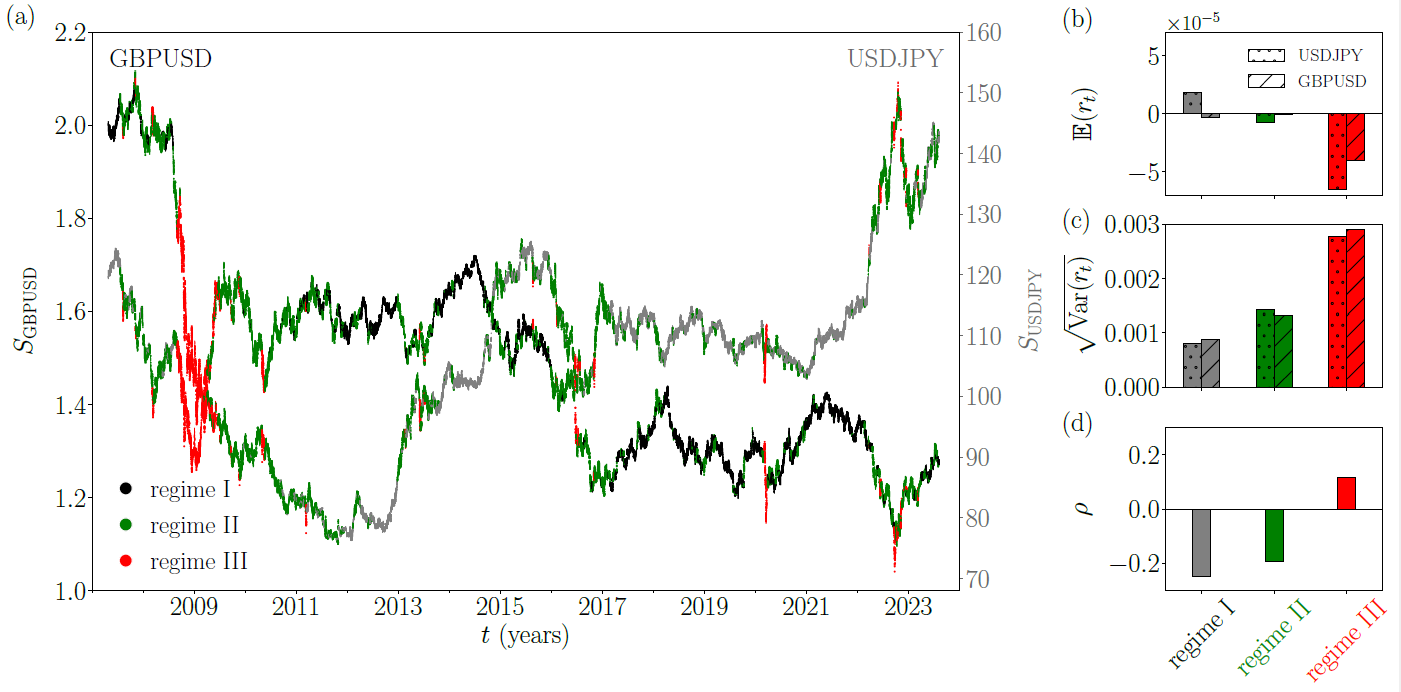 (a)
2.2
2.0
1.8
1.6
1.4
1.2
1.0
S_GBPUSD
GBPUSD
USDJPY
regime I
regime II
regime III
160
150
140
130
120
110
100
90
80
70
S_USDJPY
2009 2011 2013 2015 2017 2019 2021 2023
t (years)
(b)
×10⁻⁵
5
0
−5
𝔼(r_t)
USDJPY
GBPUSD
(c)
0.003
0.002
0.001
0.000
√Var(r_t)
(d)
0.2
0.0
−0.2
ρ
regime I
regime II
regime III